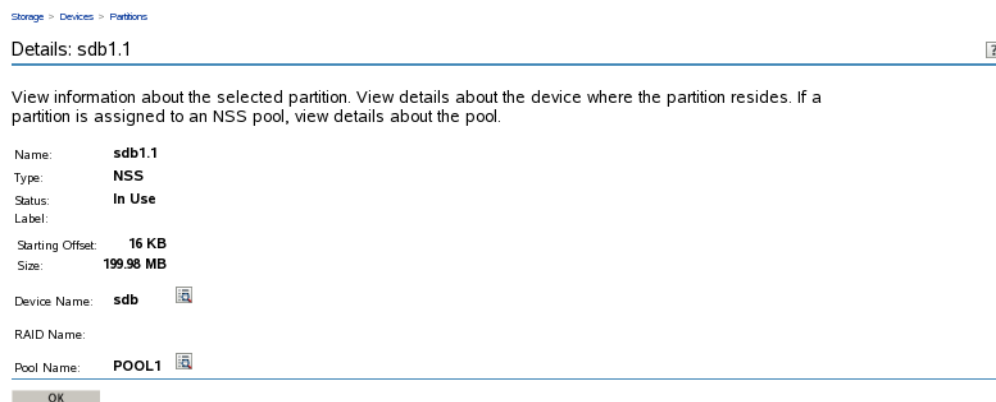 Storage > Devices > Partitions
Details: sdb1.1
?
View information about the selected partition. View details about the device where the partition resides. If a
partition is assigned to an NSS pool, view details about the pool.
Name: sdb1.1
Type: NSS
Status: In Use
Label:
Starting Offset: 16 KB
Size: 199.98 MB
Device Name: sdb
RAID Name:
Pool Name: POOL1
OK